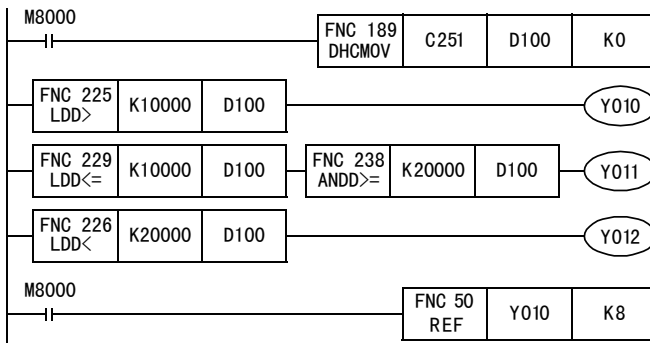 M8000
FNC 189 DHCMOV C251 D100 K0
FNC 225 LDD> K10000 D100 Y010
FNC 229 LDD<= K10000 D100 FNC 238 ANDD>= K20000 D100 Y011
FNC 226 LDD< K20000 D100 Y012
M8000
FNC 50 REF Y010 K8